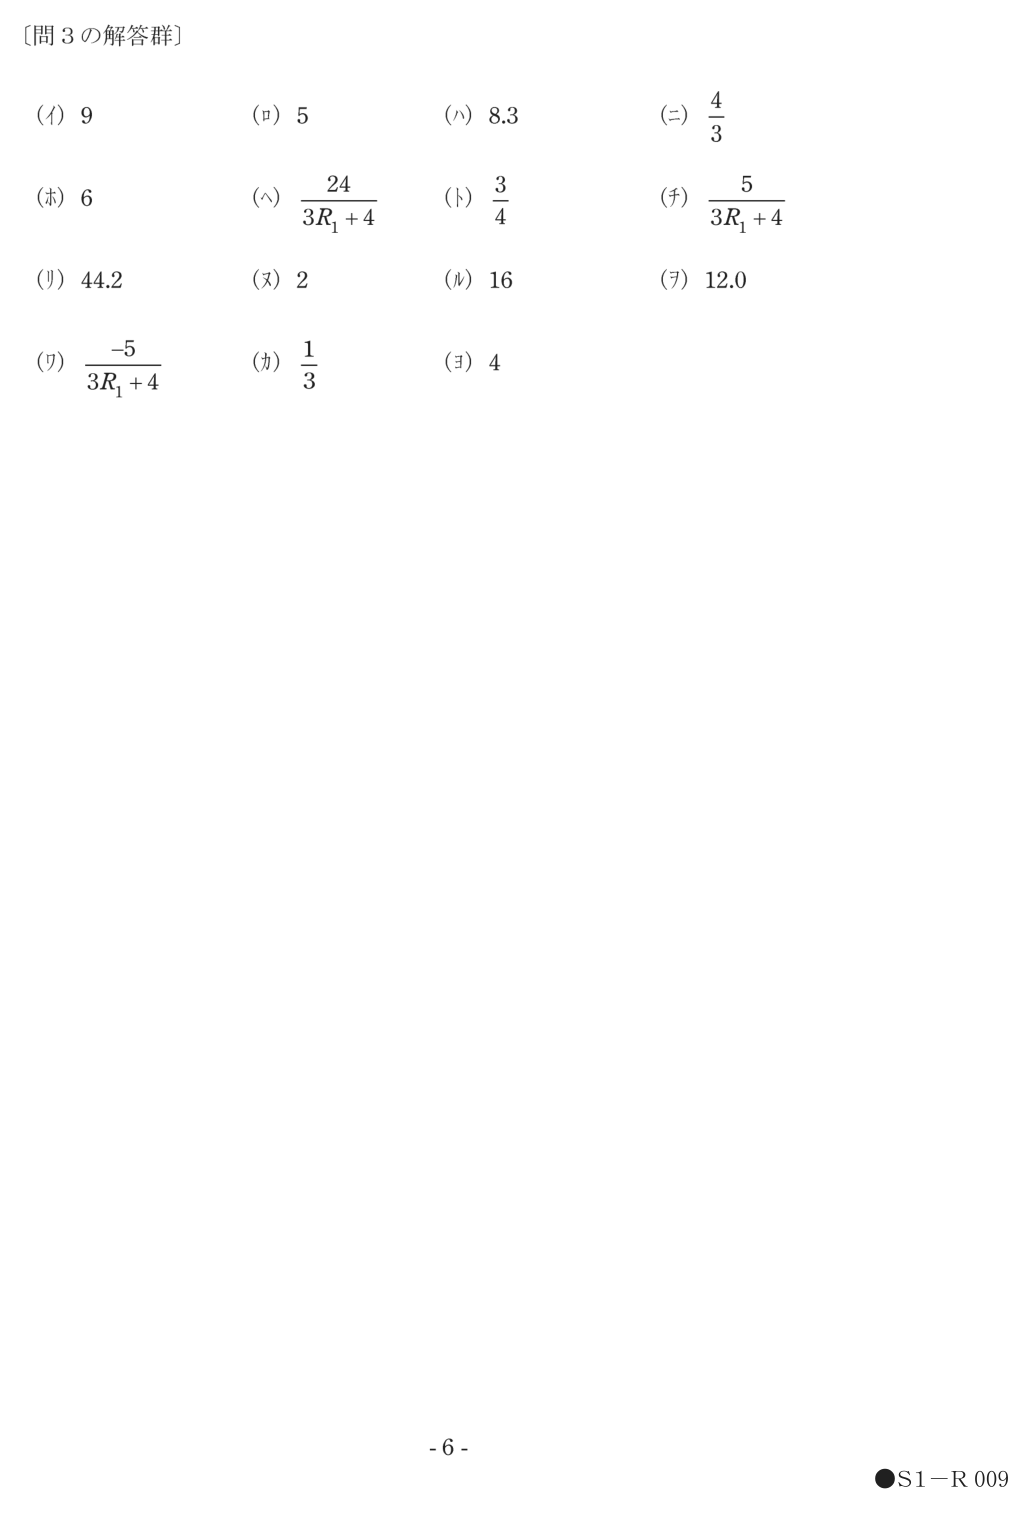 〔問３の解答群〕
(イ) 9 (ロ) 5 (ハ) 8.3 (ニ) 4/3
(ホ) 6 (ヘ) 24/(3R₁ + 4) (ト) 3/4 (チ) 5/(3R₁ + 4)
(リ) 44.2 (ヌ) 2 (ル) 16 (ヲ) 12.0
(ワ) –5/(3R₁ + 4) (カ) 1/3 (ヨ) 4
- 6 -
●Ｓ１－Ｒ 009